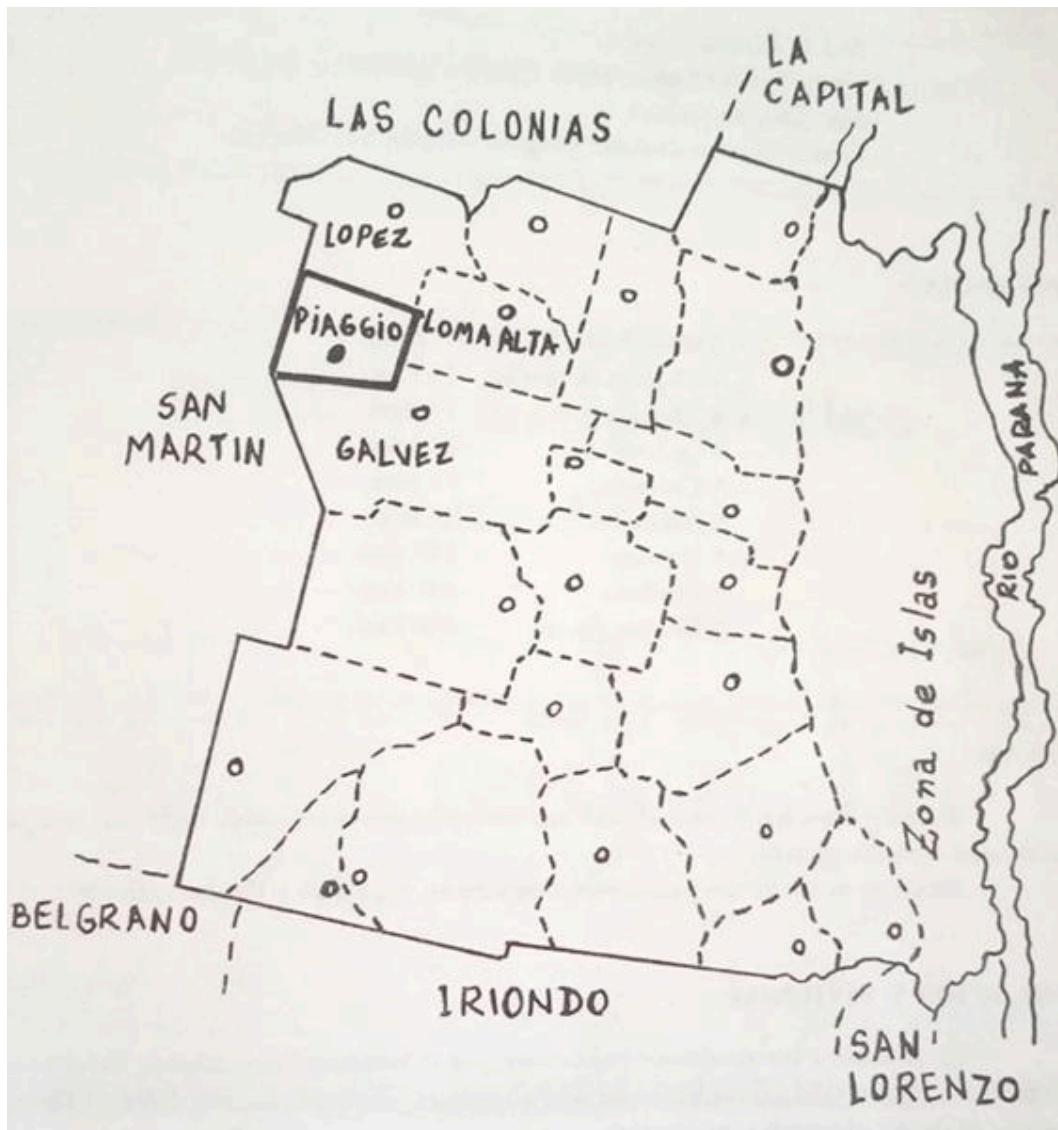 LA
CAPITAL
LAS COLONIAS
LOPEZ
PiAGGiO
LOMA ALTA
SAN
MARTIN
GALVEZ
RIO PARANA
Zona de Islas
BELGRANO
IRIONDO
SAN
LORENZO